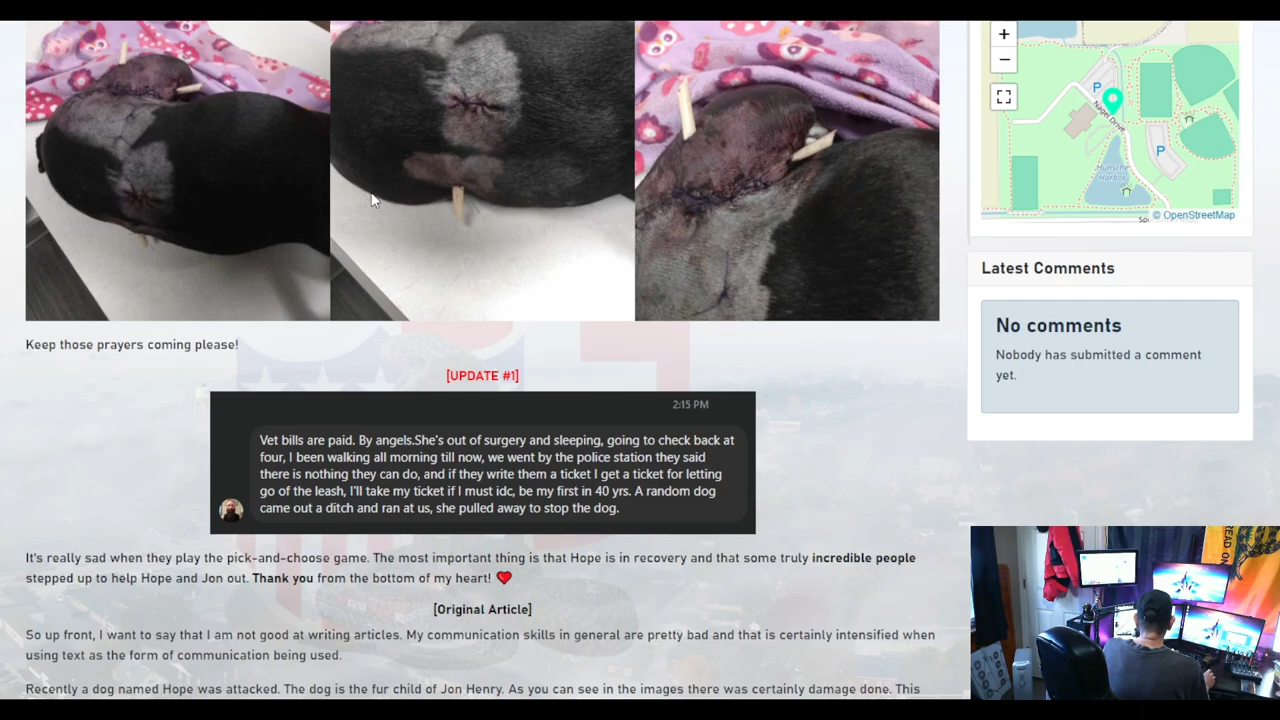 +
−
P
Nagel Drive
P
Hunsche
Harbor
© OpenStreetMap
Latest Comments
No comments
Nobody has submitted a comment
yet.
Keep those prayers coming please!
[UPDATE #1]
2:15 PM
Vet bills are paid. By angels.She's out of surgery and sleeping, going to check back at
four, I been walking all morning till now, we went by the police station they said
there is nothing they can do, and if they write them a ticket I get a ticket for letting
go of the leash, I'll take my ticket if I must idc, be my first in 40 yrs. A random dog
came out a ditch and ran at us, she pulled away to stop the dog.
It's really sad when they play the pick-and-choose game. The most important thing is that Hope is in recovery and that some truly incredible people
stepped up to help Hope and Jon out. Thank you from the bottom of my heart!
[Original Article]
So up front, I want to say that I am not good at writing articles. My communication skills in general are pretty bad and that is certainly intensified when
using text as the form of communication being used.
Recently a dog named Hope was attacked. The dog is the fur child of Jon Henry. As you can see in the images there was certainly damage done. This